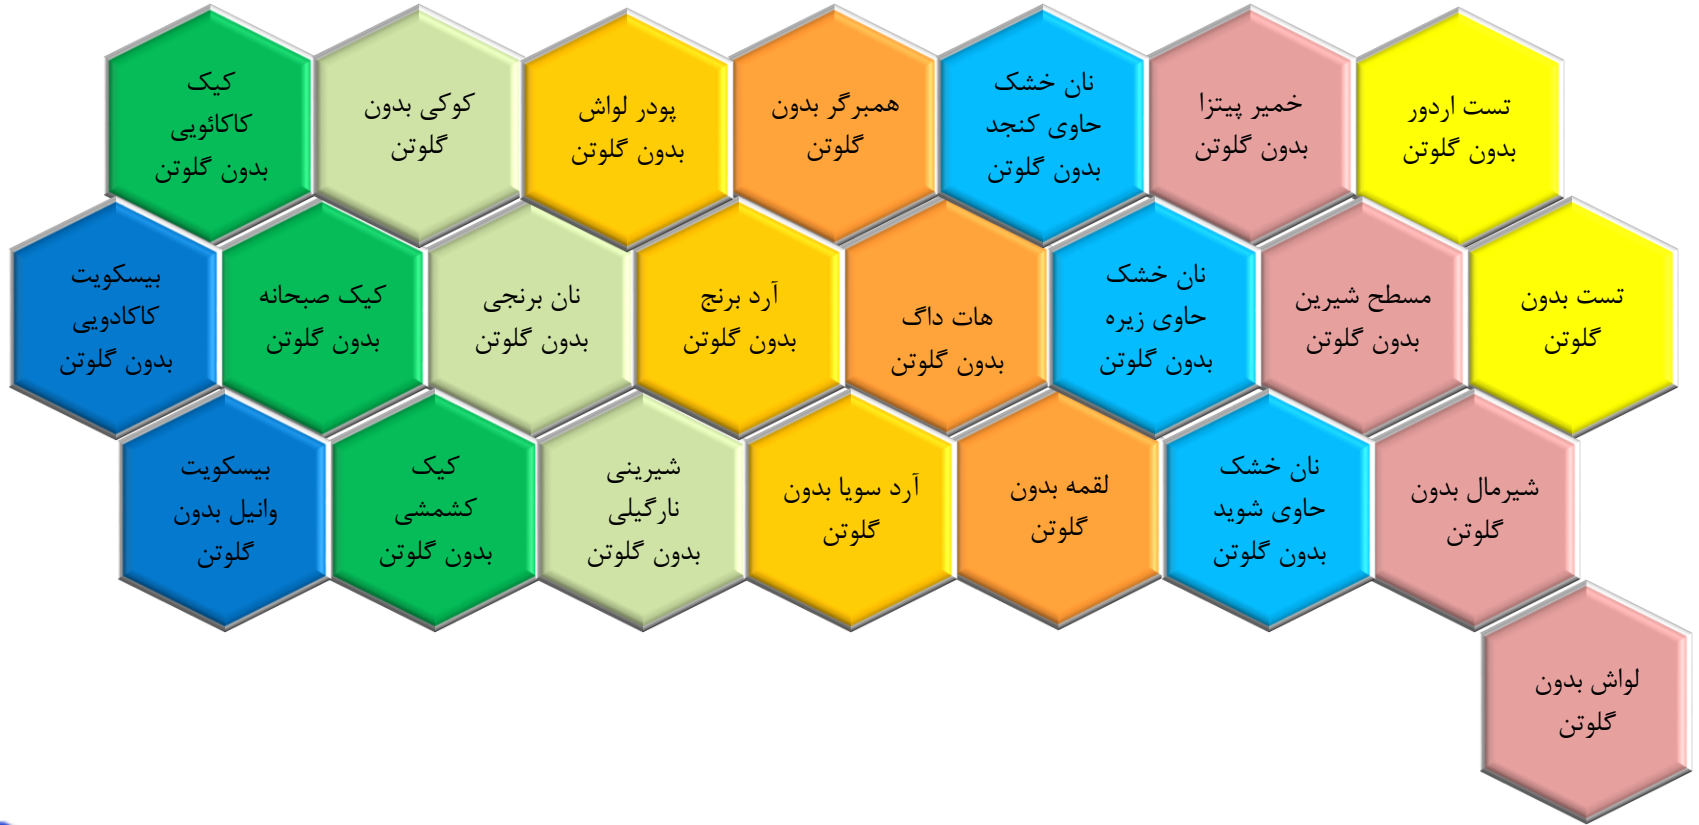 تست اردور
بدون گلوتن
خمیر پیتزا
بدون گلوتن
نان خشک
حاوی کنجد
بدون گلوتن
همبرگر بدون
گلوتن
پودر لواش
بدون گلوتن
کوکی بدون
گلوتن
کیک
کاکائویی
بدون گلوتن
تست بدون
گلوتن
مسطح شیرین
بدون گلوتن
نان خشک
حاوی زیره
بدون گلوتن
هات داگ
بدون گلوتن
آرد برنج
بدون گلوتن
نان برنجی
بدون گلوتن
کیک صبحانه
بدون گلوتن
بیسکویت
کاکادویی
بدون گلوتن
شیرمال بدون
گلوتن
نان خشک
حاوی شوید
بدون گلوتن
لقمه بدون
گلوتن
آرد سویا بدون
گلوتن
شیرینی
نارگیلی
بدون گلوتن
کیک
کشمشی
بدون گلوتن
بیسکویت
وانیل بدون
گلوتن
لواش بدون
گلوتن